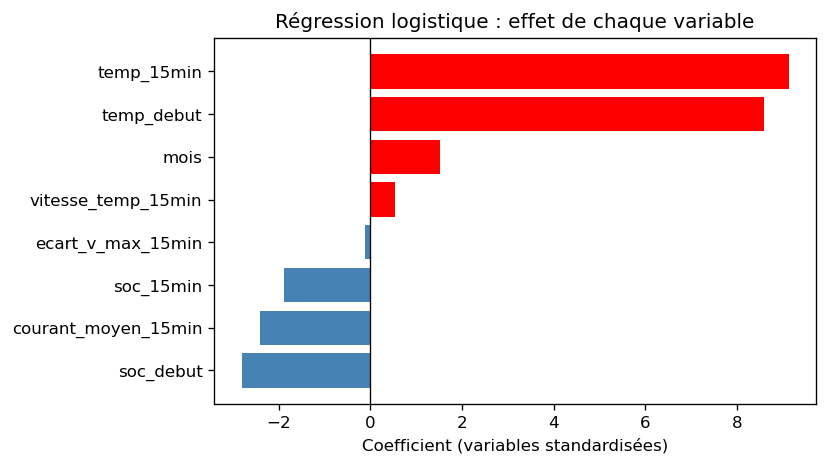 Régression logistique : effet de chaque variable
temp_15min
temp_debut
mois
vitesse_temp_15min
ecart_v_max_15min
soc_15min
courant_moyen_15min
soc_debut
−2 0 2 4 6 8
Coefficient (variables standardisées)